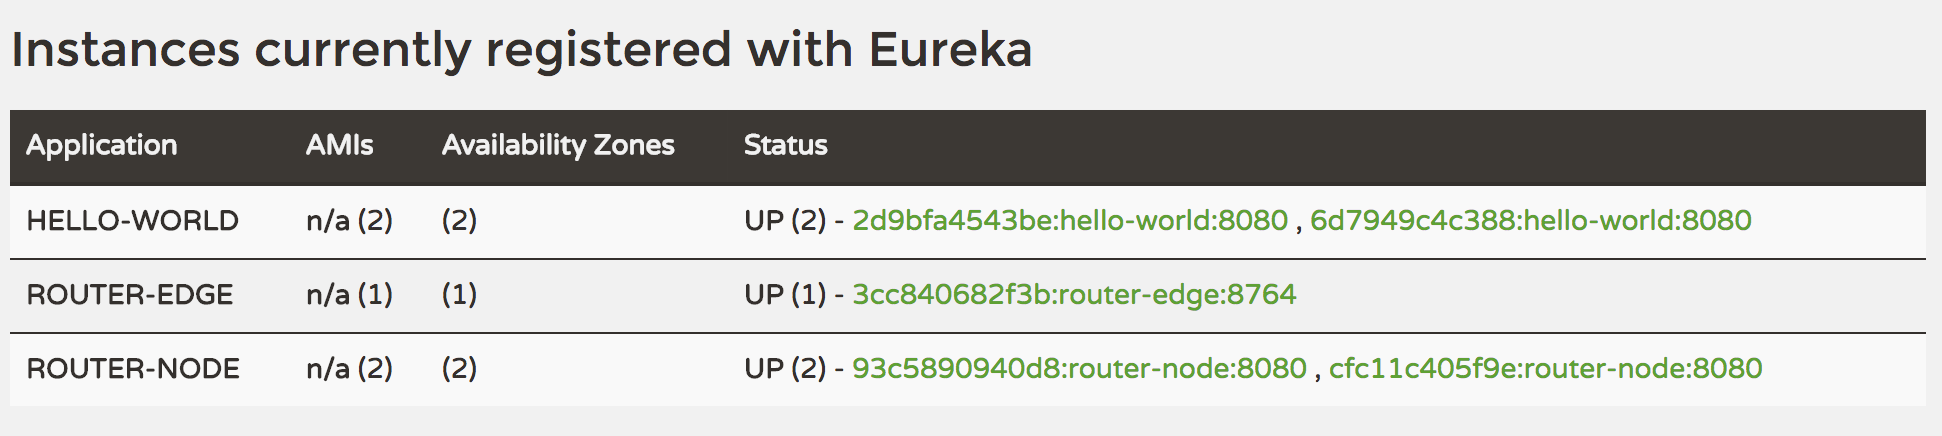 Instances currently registered with Eureka
Application AMIs Availability Zones Status
HELLO-WORLD n/a (2) (2) UP (2) - 2d9bfa4543be:hello-world:8080 , 6d7949c4c388:hello-world:8080
ROUTER-EDGE n/a (1) (1) UP (1) - 3cc840682f3b:router-edge:8764
ROUTER-NODE n/a (2) (2) UP (2) - 93c5890940d8:router-node:8080 , cfc11c405f9e:router-node:8080